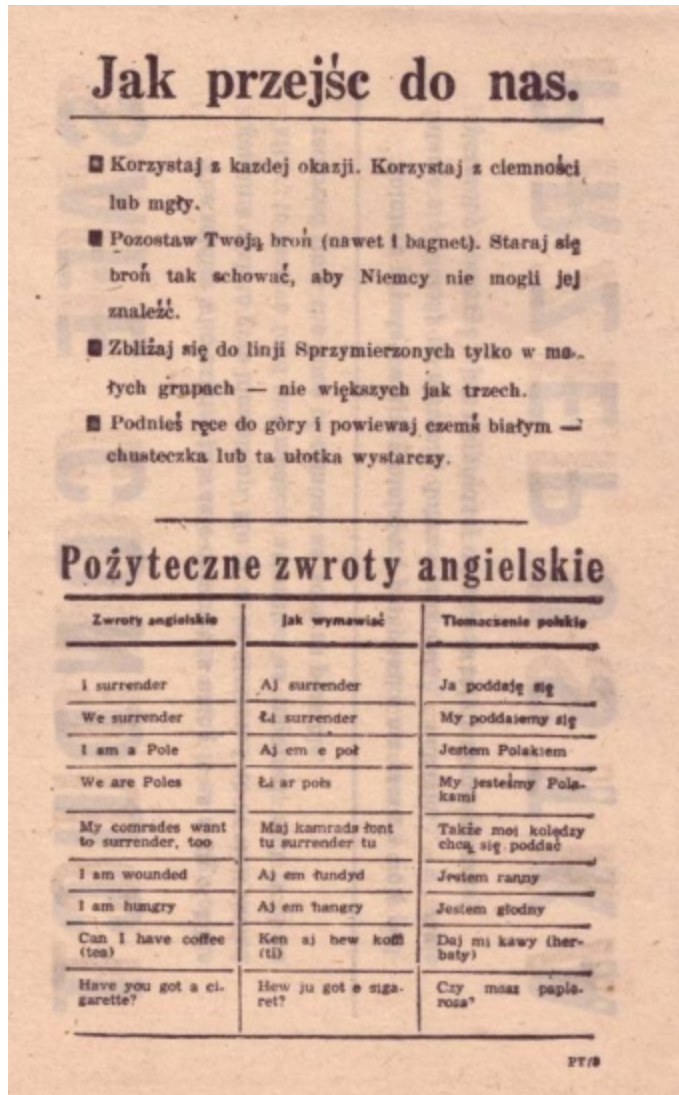 Jak przejśc do nas.
Korzystaj z kazdej okazji. Korzystaj z ciemności
lub mgły.
Pozostaw Twoją broń (nawet i bagnet). Staraj się
broń tak schować, aby Niemcy nie mogli jej
znaleźć.
Zbliżaj się do linji Sprzymierzonych tylko w ma-
łych grupach — nie większych jak trzech.
Podnieś ręce do góry i powiewaj czemś białym —
chusteczka lub ta ulotka wystarczy.
Pożyteczne zwroty angielskie
Zwroty angielskie Jak wymawiać Tłomaczenie polskie
I surrender Aj surrender Ja poddaję się
We surrender Łi surrender My poddajemy się
I am a Pole Aj em e poł Jestem Polakiem
We are Poles Łi ar połs My jesteśmy Pola-
kami
My comrades want Maj kamrads łont Także moi kolędzy
to surrender, too tu surrender tu chcą się poddać
I am wounded Aj em łundyd Jestem ranny
I am hungry Aj em hangry Jestem głodny
Can I have coffee Ken aj hew kofi Daj mi kawy (her-
(tea) (ti) baty)
Have you got a ci- Hew ju got e siga- Czy masz papie-
garette? ret? rosa?
PT/3